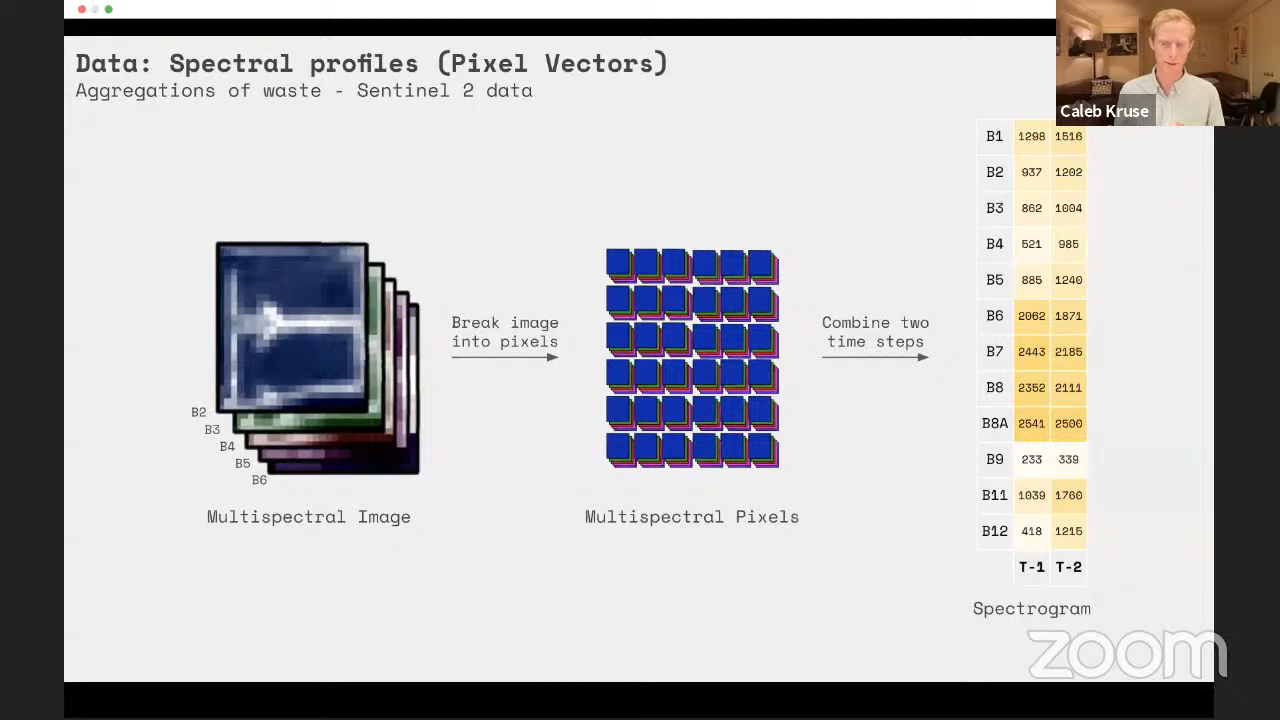 Data: Spectral profiles (Pixel Vectors)
Aggregations of waste - Sentinel 2 data
Caleb Kruse
B1 1298 1516
B2 937 1202
B3 862 1004
B4 521 985
B5 885 1240
B6 2062 1871
B7 2443 2185
B8 2352 2111
B8A 2541 2500
B9 233 339
B11 1039 1760
B12 418 1215
T-1 T-2
Spectrogram
Break image
into pixels
Combine two
time steps
B2
B3
B4
B5
B6
Multispectral Image
Multispectral Pixels
zoom